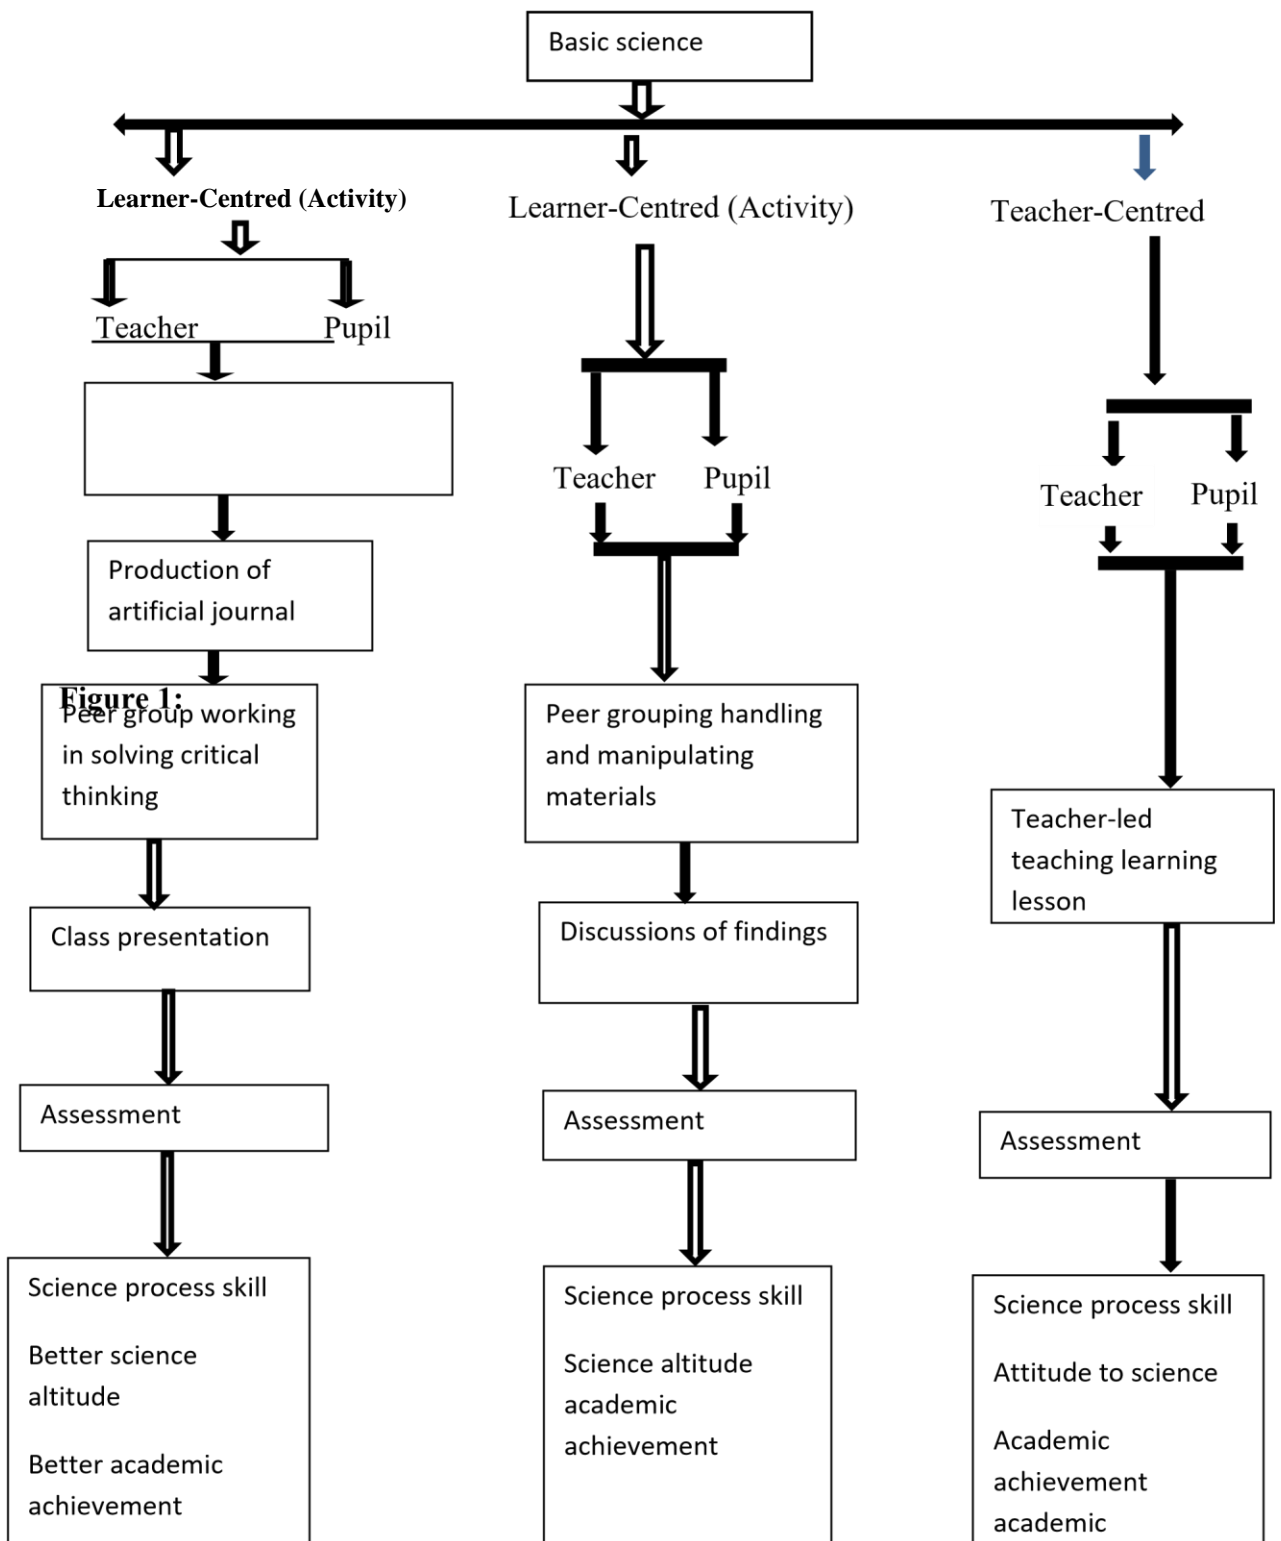 Basic science
Learner-Centred (Activity)
Teacher
Pupil
Production of
artificial journal
Figure 1:
Peer group working
in solving critical
thinking
Class presentation
Assessment
Science process skill
Better science
altitude
Better academic
achievement
Learner-Centred (Activity)
Teacher
Pupil
Peer grouping handling
and manipulating
materials
Discussions of findings
Assessment
Science process skill
Science altitude
academic
achievement
Teacher-Centred
Teacher
Pupil
Teacher-led
teaching learning
lesson
Assessment
Science process skill
Attitude to science
Academic
achievement
academic